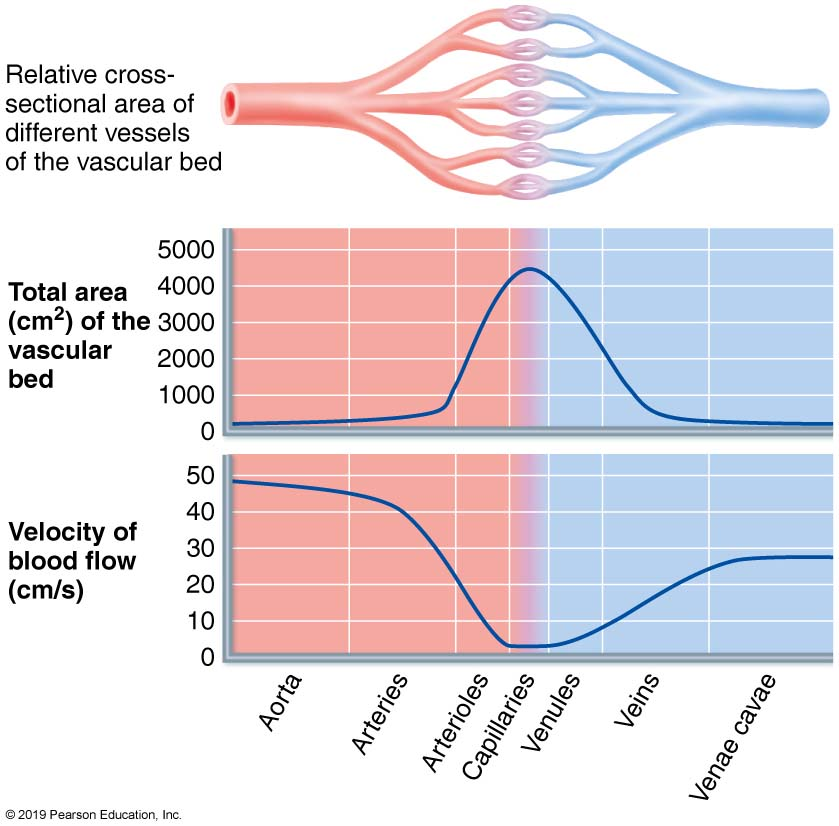 Relative cross-
sectional area of
different vessels
of the vascular bed
Total area
(cm²) of the
vascular
bed
5000
4000
3000
2000
1000
0
Velocity of
blood flow
(cm/s)
50
40
30
20
10
0
Aorta
Arteries
Arterioles
Capillaries
Venules
Veins
Venae cavae
© 2019 Pearson Education, Inc.